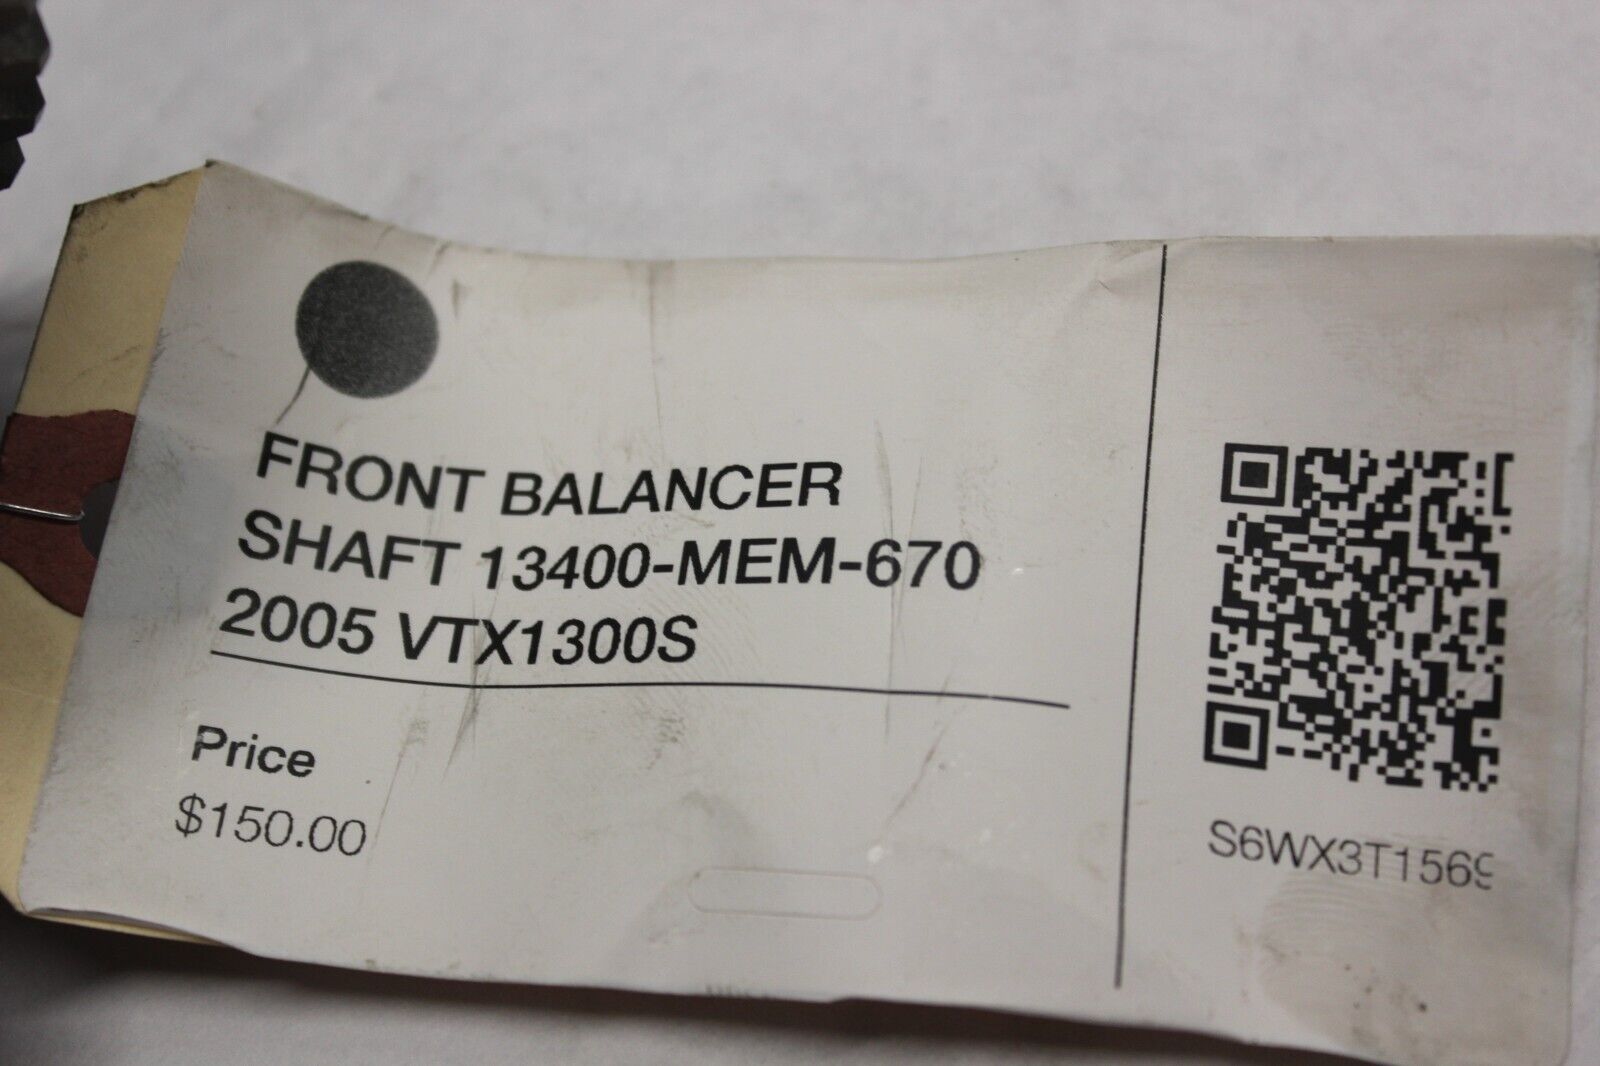 FRONT BALANCER
SHAFT 13400-MEM-670
2005 VTX1300S
Price
$150.00
S6WX3T1569